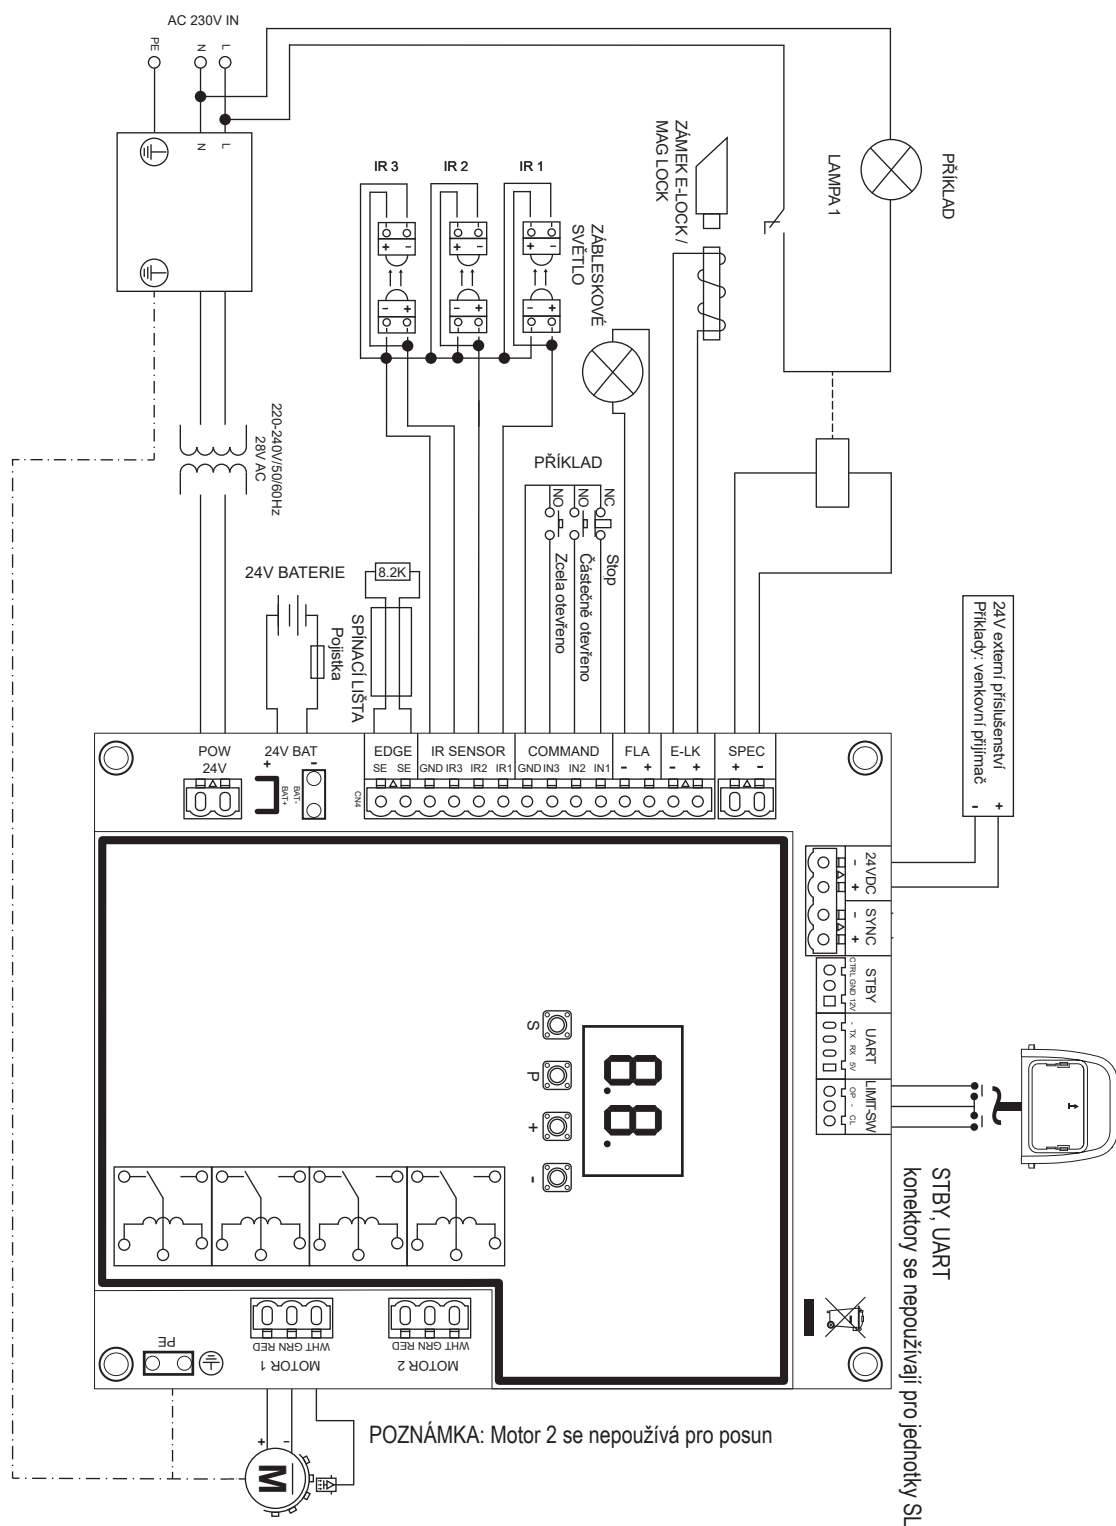 AC 230V IN
PE
N
L
N
L
IR 3
IR 2
IR 1
+ -
+ -
+ -
- +
- +
- +
ZÁBLESKOVÉ
SVĚTLO
ZÁMEK E-LOCK /
MAG LOCK
LAMPA 1
PŘÍKLAD
220-240V/50/60Hz
28V AC
24V BATERIE
Pojistka
8.2K
SPÍNACÍ LIŠTA
PŘÍKLAD
NO
NO
NC
Zcela otevřeno
Částečně otevřeno
Stop
24V externí příslušenství
Příklady: venkovní přijímač
- +
POW
24V
24V BAT
+ -
BAT+
BAT-
EDGE
SE SE
IR SENSOR
GND IR3 IR2 IR1
COMMAND
GND IN3 IN2 IN1
FLA
- +
E-LK
- +
SPEC
+ -
CN4
24VDC
- +
SYNC
- +
STBY
CTRL GND 12V
UART
- TX RX 5V
LIMIT-SW
OP - CL
S
P
+
-
8.8.
STBY, UART
konektory se nepoužívají pro jednotky SL
PE
WHT GRN RED
MOTOR 1
WHT GRN RED
MOTOR 2
+ -
M
POZNÁMKA: Motor 2 se nepoužívá pro posun